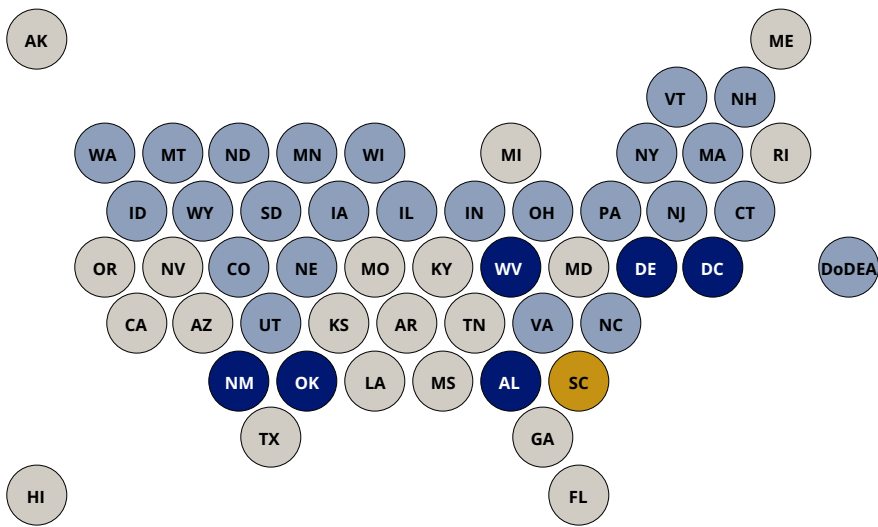 AK ME
VT NH
WA MT ND MN WI MI NY MA RI
ID WY SD IA IL IN OH PA NJ CT
OR NV CO NE MO KY WV MD DE DC DoDEA
CA AZ UT KS AR TN VA NC
NM OK LA MS AL SC
TX GA
HI FL